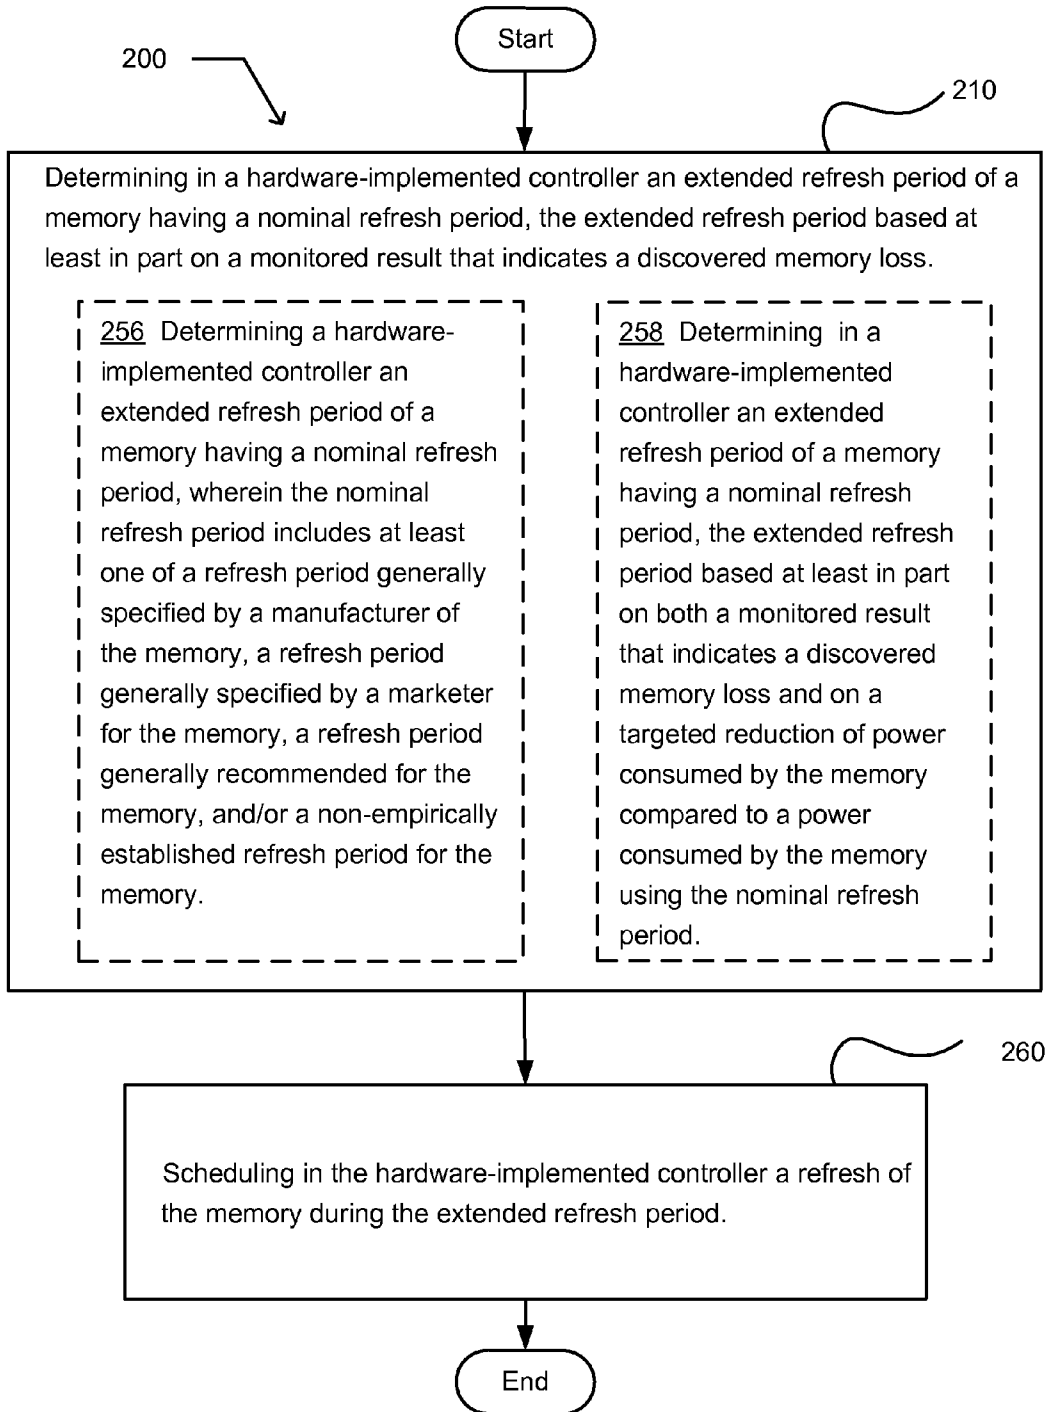 Start
200
210
Determining in a hardware-implemented controller an extended refresh period of a
memory having a nominal refresh period, the extended refresh period based at
least in part on a monitored result that indicates a discovered memory loss.
256 Determining a hardware-
implemented controller an
extended refresh period of a
memory having a nominal refresh
period, wherein the nominal
refresh period includes at least
one of a refresh period generally
specified by a manufacturer of
the memory, a refresh period
generally specified by a marketer
for the memory, a refresh period
generally recommended for the
memory, and/or a non-empirically
established refresh period for the
memory.
258 Determining in a
hardware-implemented
controller an extended
refresh period of a memory
having a nominal refresh
period, the extended refresh
period based at least in part
on both a monitored result
that indicates a discovered
memory loss and on a
targeted reduction of power
consumed by the memory
compared to a power
consumed by the memory
using the nominal refresh
period.
260
Scheduling in the hardware-implemented controller a refresh of
the memory during the extended refresh period.
End